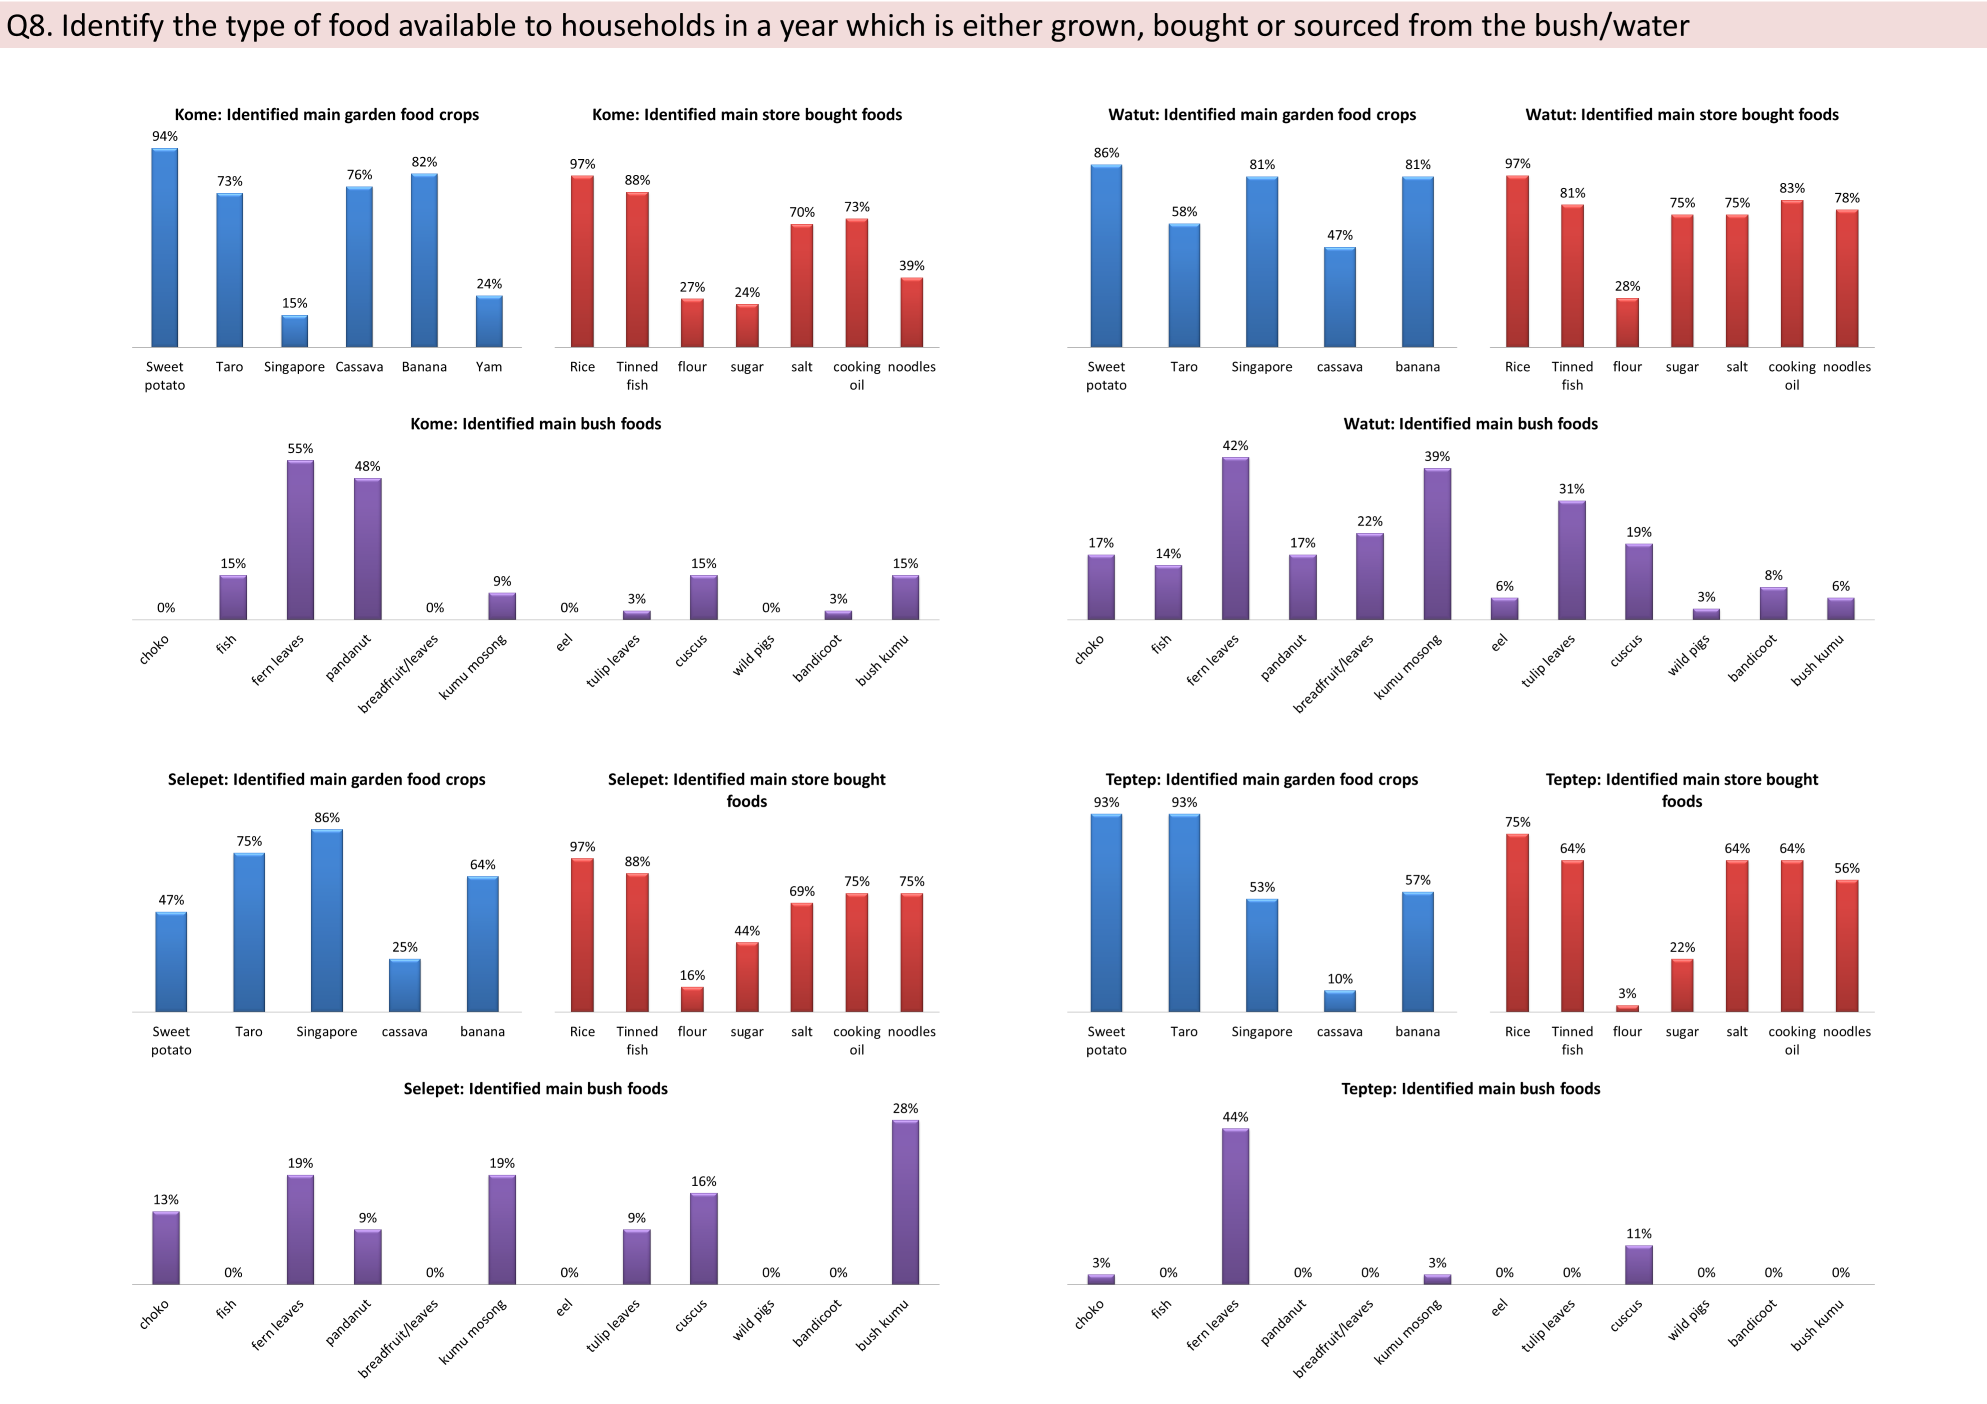 Q8. Identify the type of food available to households in a year which is either grown, bought or sourced from the bush/water
Kome: Identified main garden food crops
94%
73%
15%
76%
82%
24%
Sweet potato
Taro
Singapore
Cassava
Banana
Yam
Kome: Identified main store bought foods
97%
88%
27%
24%
70%
73%
39%
Rice
Tinned fish
flour
sugar
salt
cooking oil
noodles
Kome: Identified main bush foods
0%
15%
55%
48%
0%
9%
0%
3%
15%
0%
3%
15%
choko
fish
fern leaves
pandanut
breadfruit/leaves
kumu mosong
eel
tulip leaves
cuscus
wild pigs
bandicoot
bush kumu
Watut: Identified main garden food crops
86%
58%
81%
47%
81%
Sweet potato
Taro
Singapore
cassava
banana
Watut: Identified main store bought foods
97%
81%
28%
75%
75%
83%
78%
Rice
Tinned fish
flour
sugar
salt
cooking oil
noodles
Watut: Identified main bush foods
17%
14%
42%
17%
22%
39%
6%
31%
19%
3%
8%
6%
choko
fish
fern leaves
pandanut
breadfruit/leaves
kumu mosong
eel
tulip leaves
cuscus
wild pigs
bandicoot
bush kumu
Selepet: Identified main garden food crops
47%
75%
86%
25%
64%
Sweet potato
Taro
Singapore
cassava
banana
Selepet: Identified main store bought
foods
97%
88%
16%
44%
69%
75%
75%
Rice
Tinned fish
flour
sugar
salt
cooking oil
noodles
Selepet: Identified main bush foods
13%
0%
19%
9%
0%
19%
0%
9%
16%
0%
0%
28%
choko
fish
fern leaves
pandanut
breadfruit/leaves
kumu mosong
eel
tulip leaves
cuscus
wild pigs
bandicoot
bush kumu
Teptep: Identified main garden food crops
93%
93%
53%
10%
57%
Sweet potato
Taro
Singapore
cassava
banana
Teptep: Identified main store bought
foods
75%
64%
3%
22%
64%
64%
56%
Rice
Tinned fish
flour
sugar
salt
cooking oil
noodles
Teptep: Identified main bush foods
3%
0%
44%
0%
0%
3%
0%
0%
11%
0%
0%
0%
choko
fish
fern leaves
pandanut
breadfruit/leaves
kumu mosong
eel
tulip leaves
cuscus
wild pigs
bandicoot
bush kumu